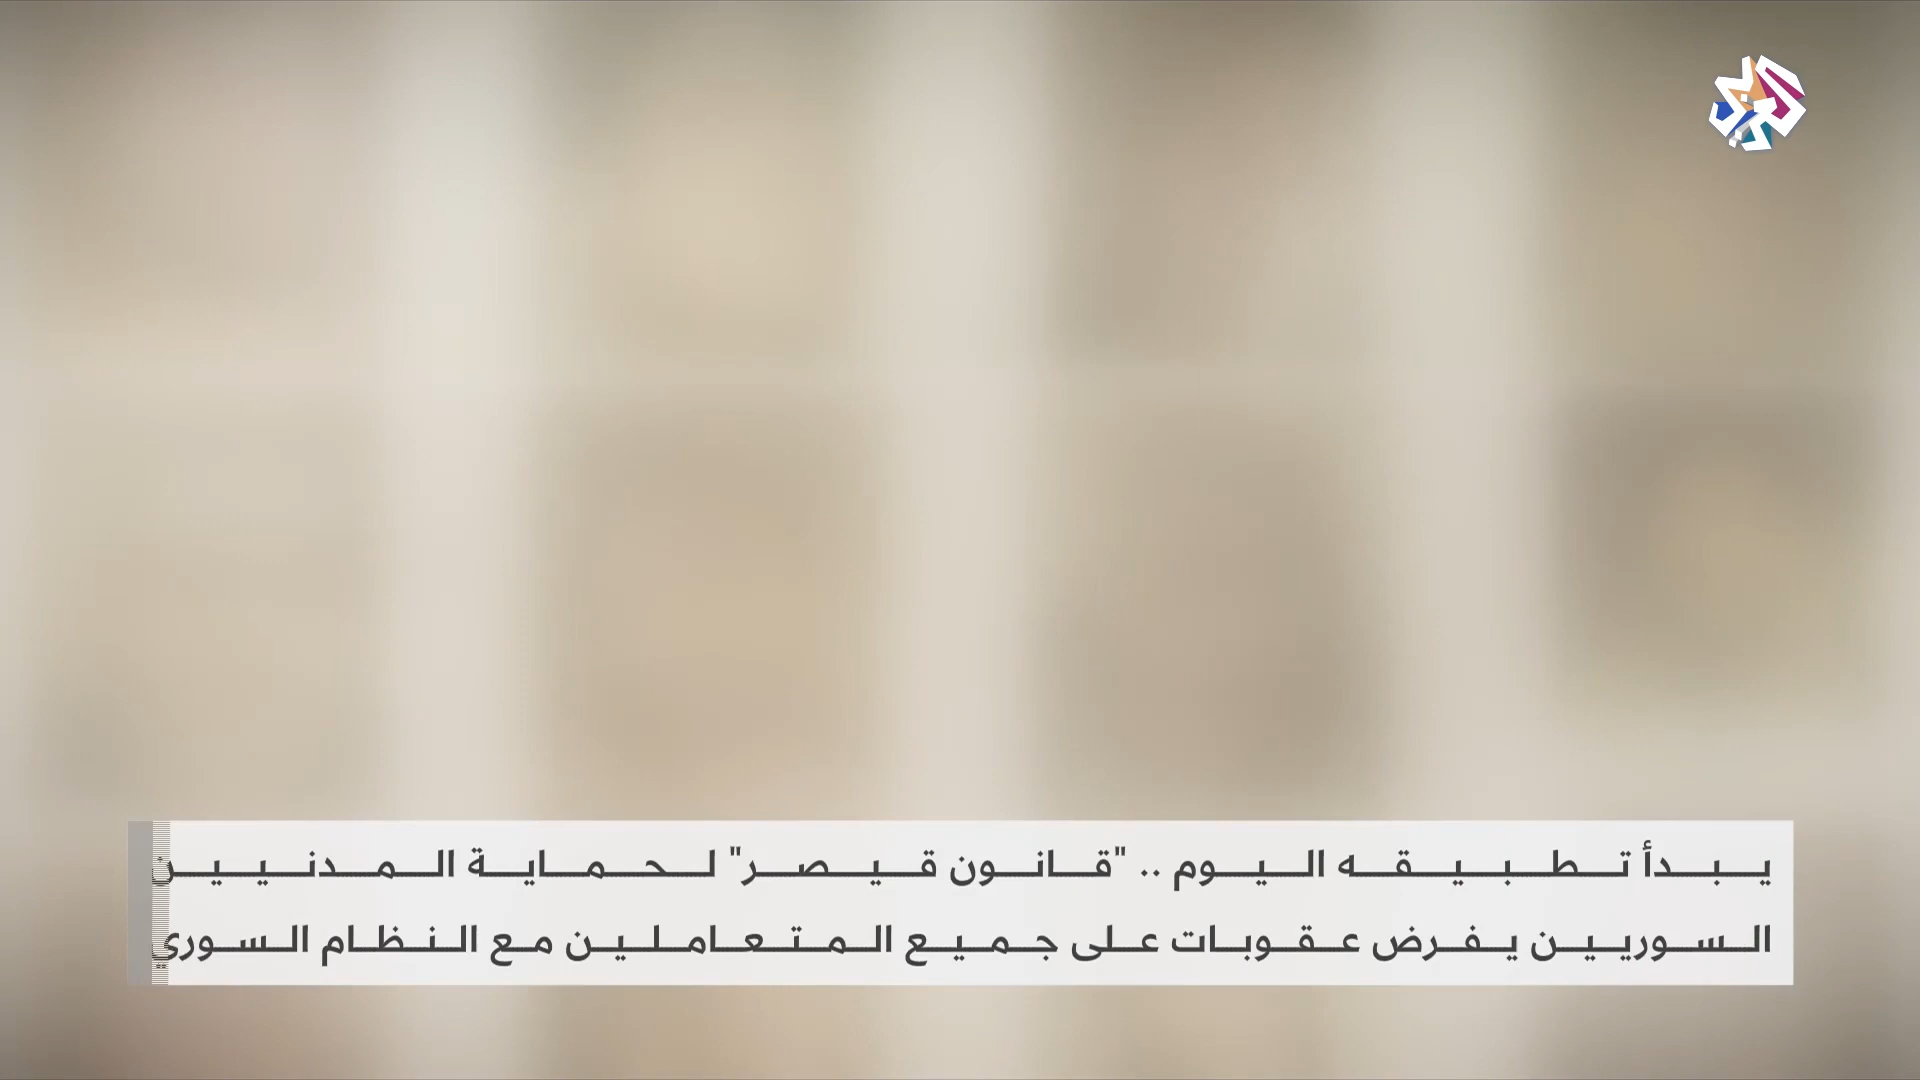 يبدأ تطبيقه اليوم .. "قانون قيصر" لحماية المدنيين
السوريين يفرض عقوبات على جميع المتعاملين مع النظام السوري